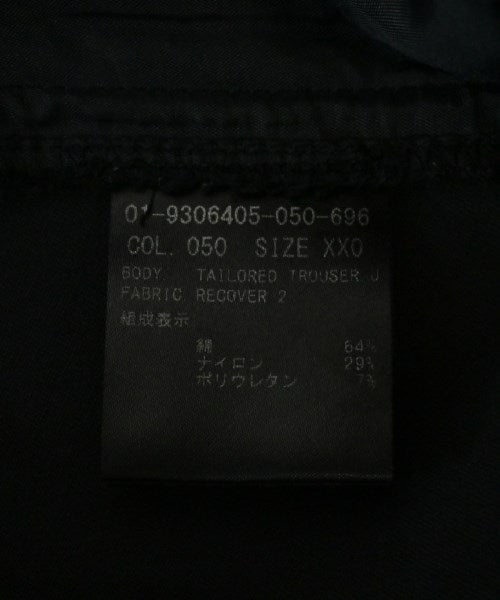 01-9306405-050-696
COL. 050 SIZE XXO
BODY TAILORED TROUSER J
FABRIC RECOVER 2
組成表示
綿 64%
ナイロン 29%
ポリウレタン 7%